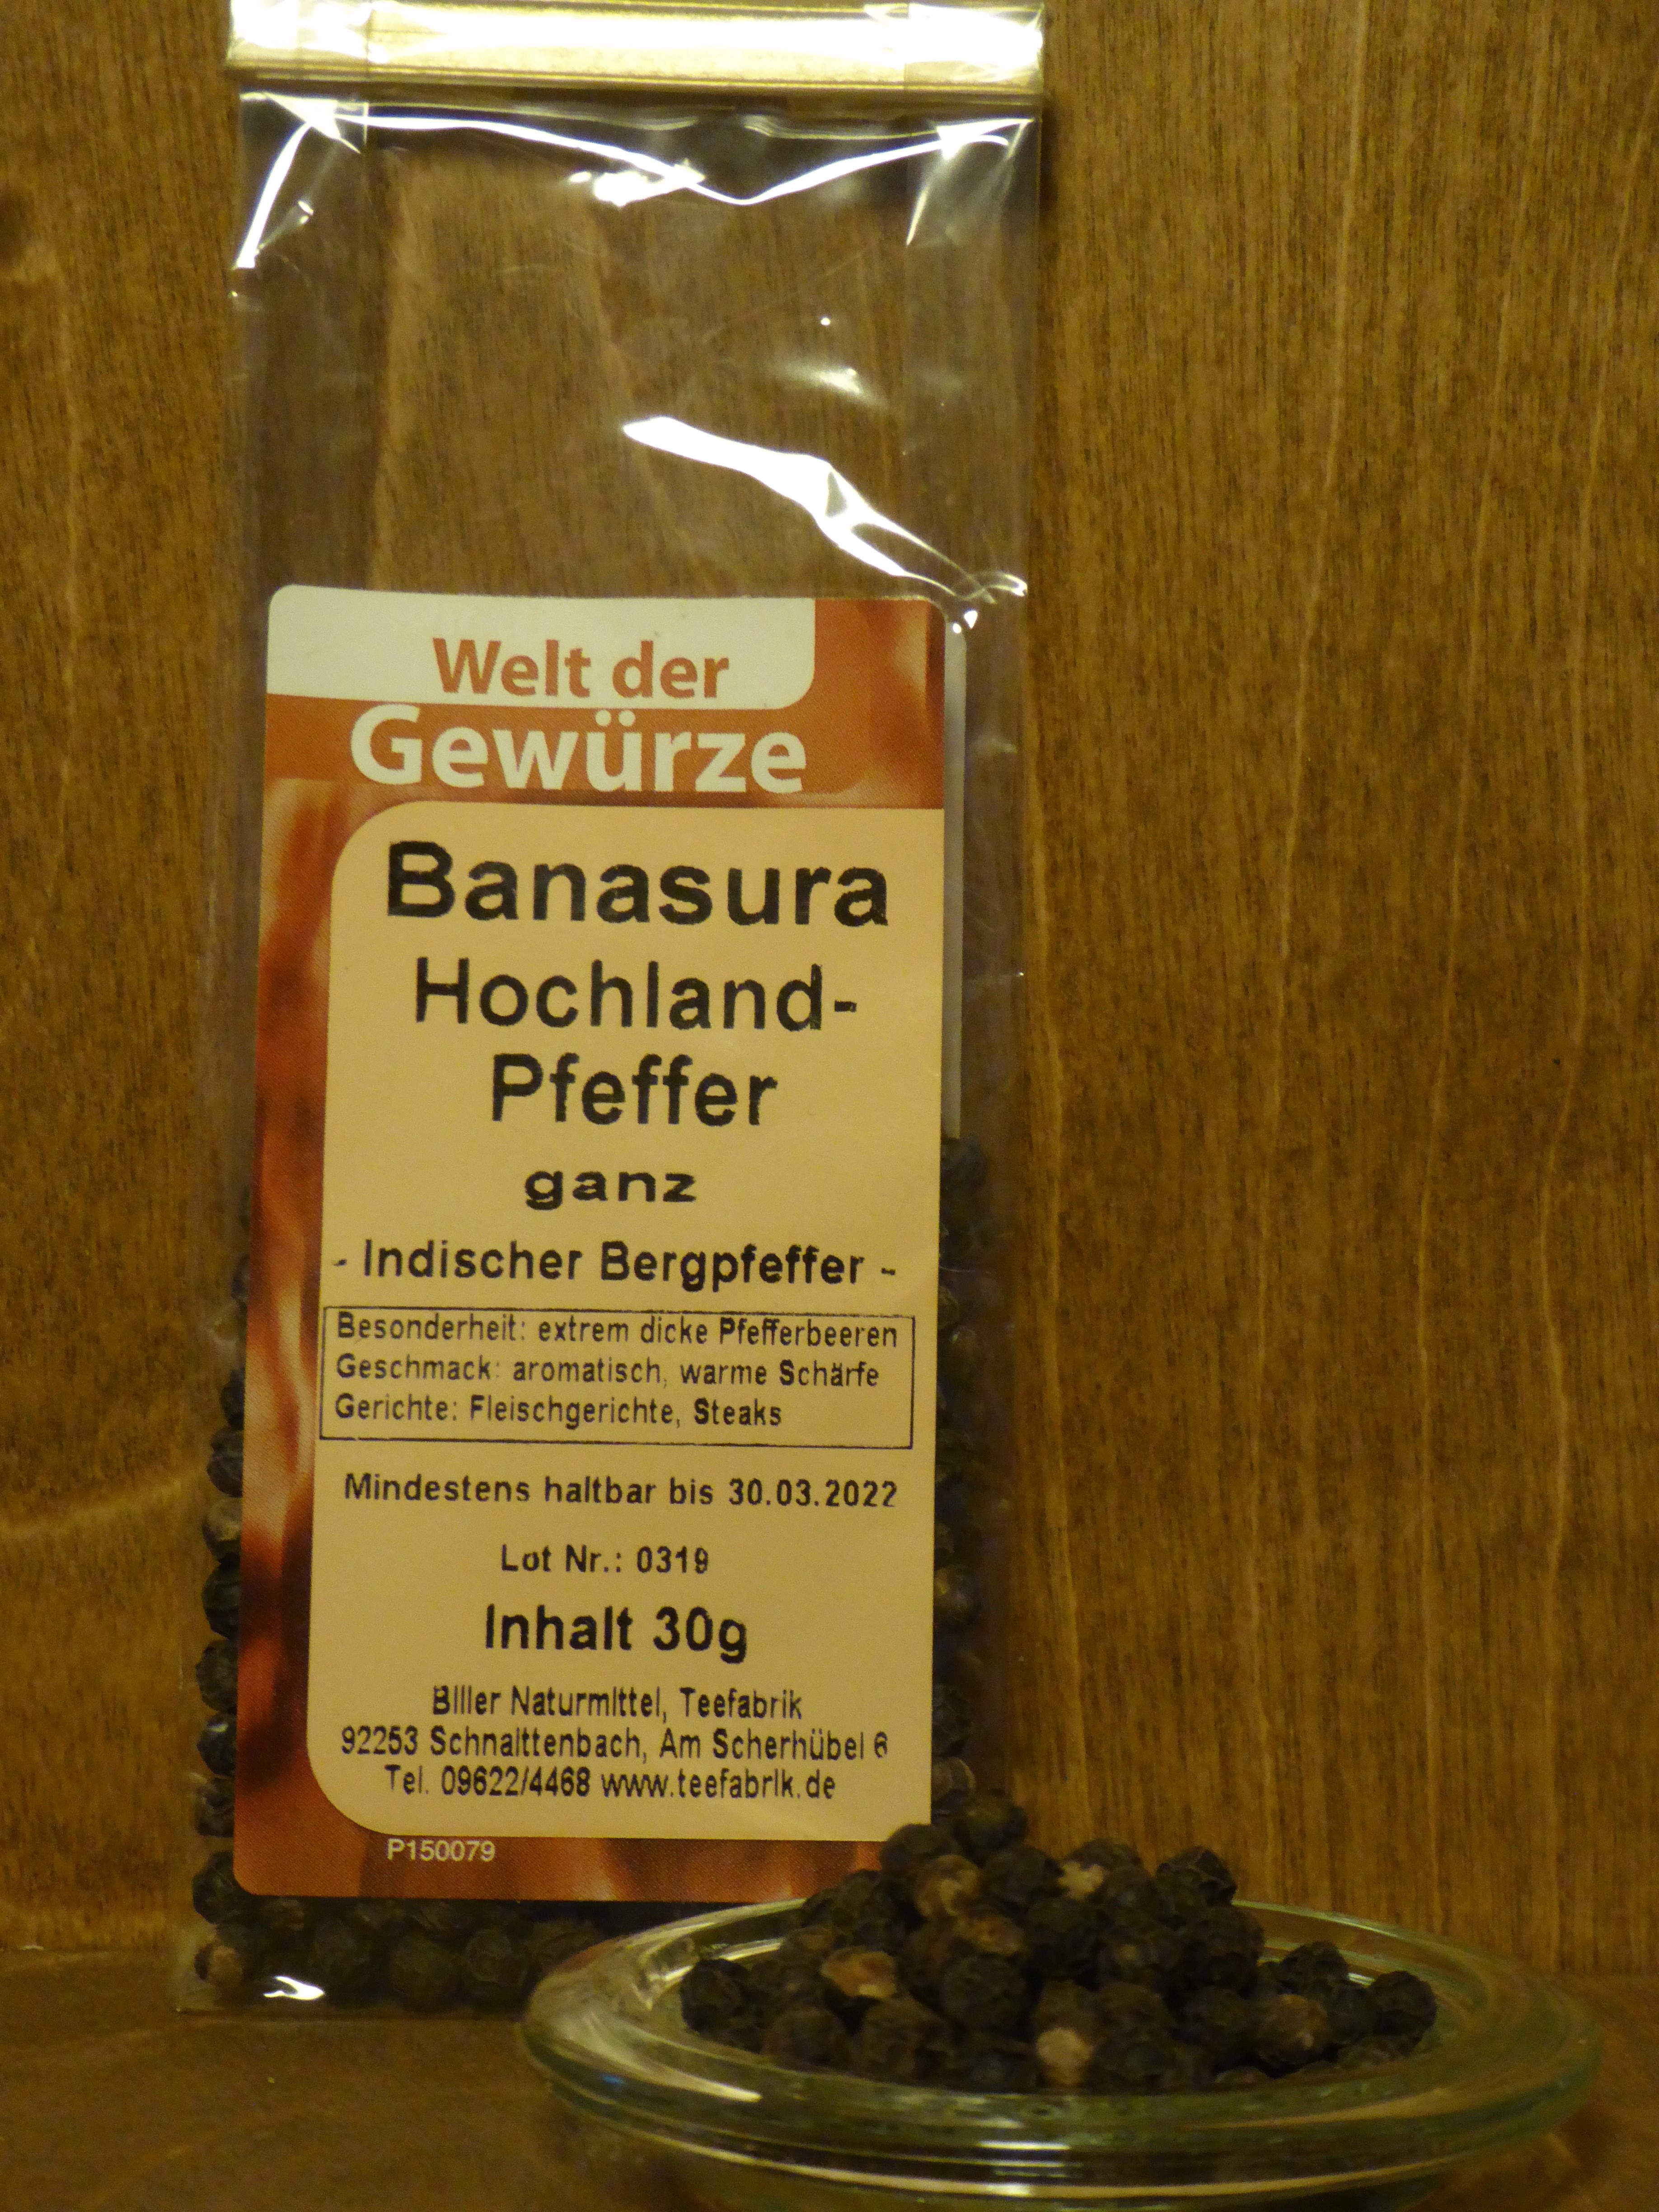 Welt der
Gewürze
Banasura
Hochland-
Pfeffer
ganz
- Indischer Bergpfeffer -
Besonderheit: extrem dicke Pfefferbeeren
Geschmack: aromatisch, warme Schärfe
Gerichte: Fleischgerichte, Steaks
Mindestens haltbar bis 30.03.2022
Lot Nr.: 0319
Inhalt 30g
Biller Naturmittel, Teefabrik
92253 Schnaittenbach, Am Scherhübel 6
Tel. 09622/4468 www.teefabrik.de
P150079